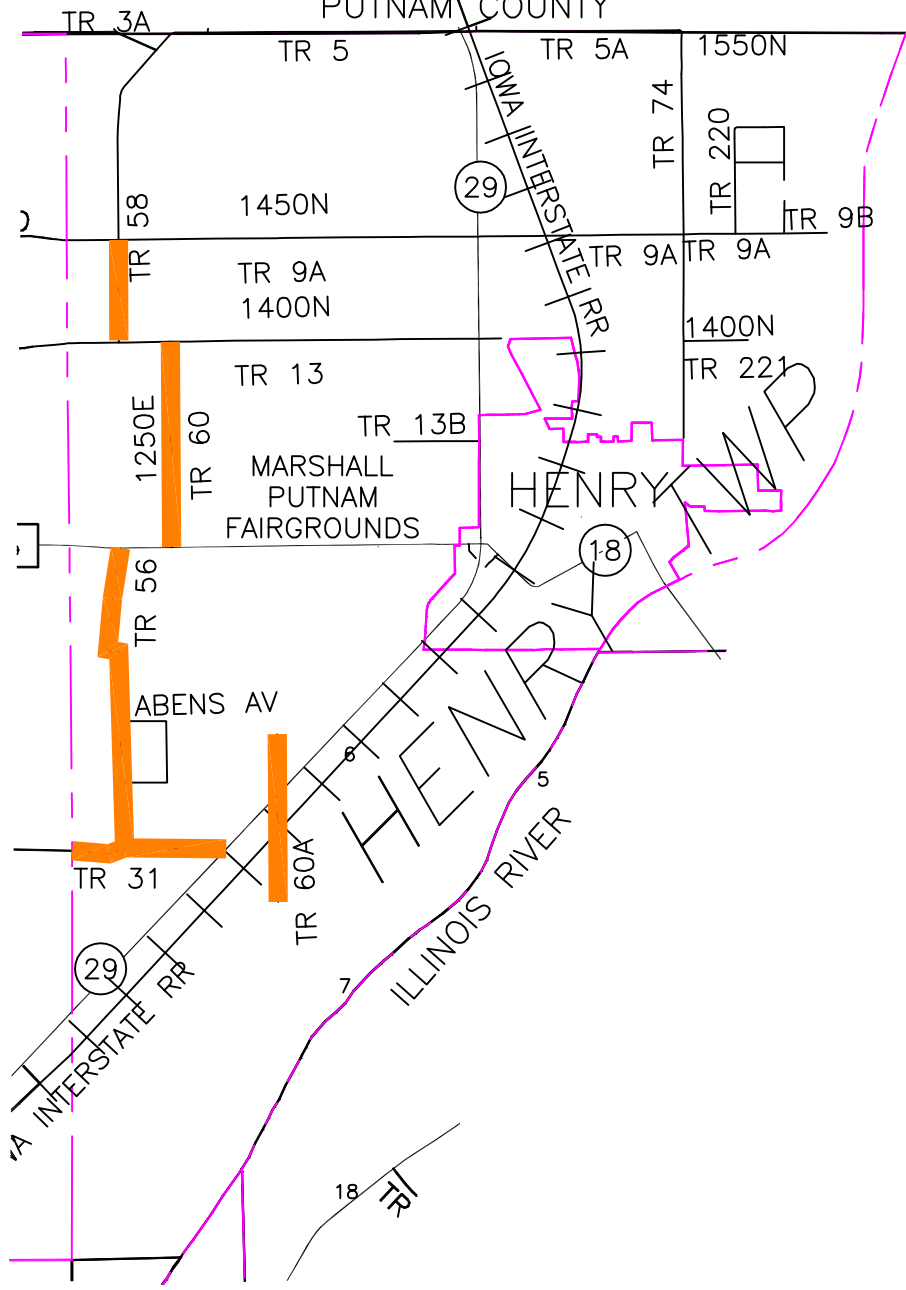 PUTNAM COUNTY
TR 3A
TR 5
TR 5A
1550N
IOWA INTERSTATE RR
TR 74
TR 220
29
TR 58
1450N
TR 9B
TR 9A
TR 9A
TR 9A
1400N
1400N
TR 221
TR 13
1250E
TR 60
TR 13B
MARSHALL
PUTNAM
FAIRGROUNDS
HENRY
18
TR 56
HENRY TWP
ABENS AV
6
5
TR 31
TR 60A
ILLINOIS RIVER
29
7
WA INTERSTATE RR
18
TR